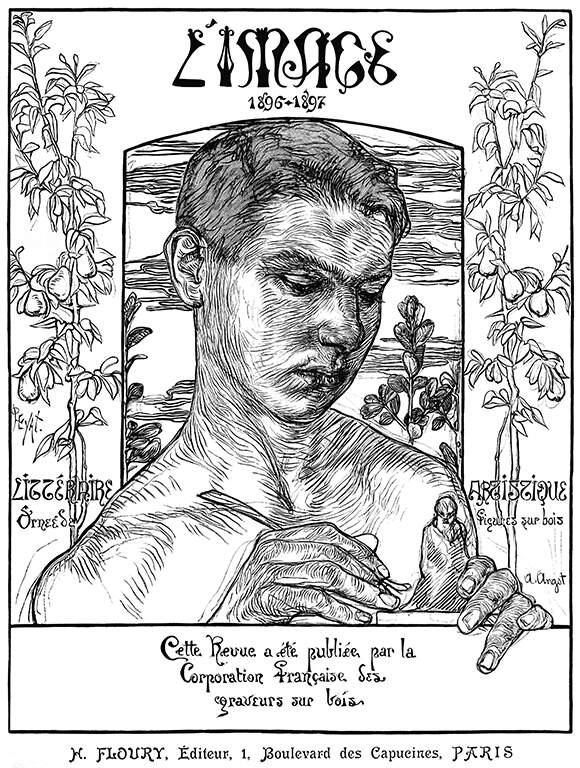 L'IMAGE
1896+1897
LITTÉRAIRE
ARTISTIQUE
Ornée de
figures sur bois
A. Angst
Cette Revue a été publiée par la
Corporation française des
graveurs sur bois.
H. FLOURY, Éditeur, 1, Boulevard des Capucines, PARIS